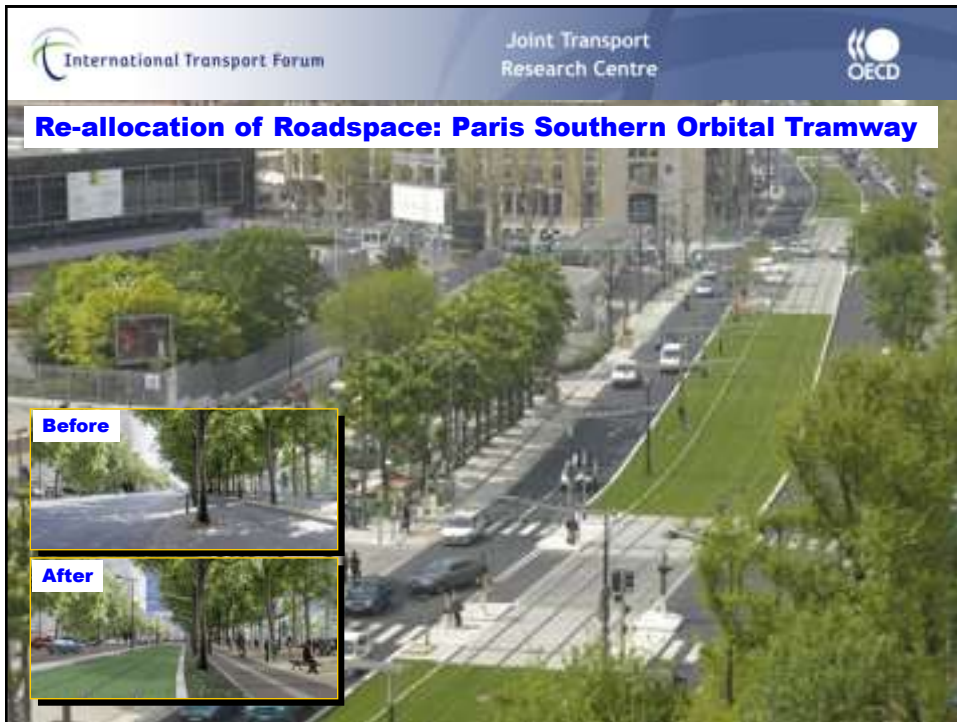 International Transport Forum
Joint Transport
Research Centre
OECD
Re-allocation of Roadspace: Paris Southern Orbital Tramway
Before
After